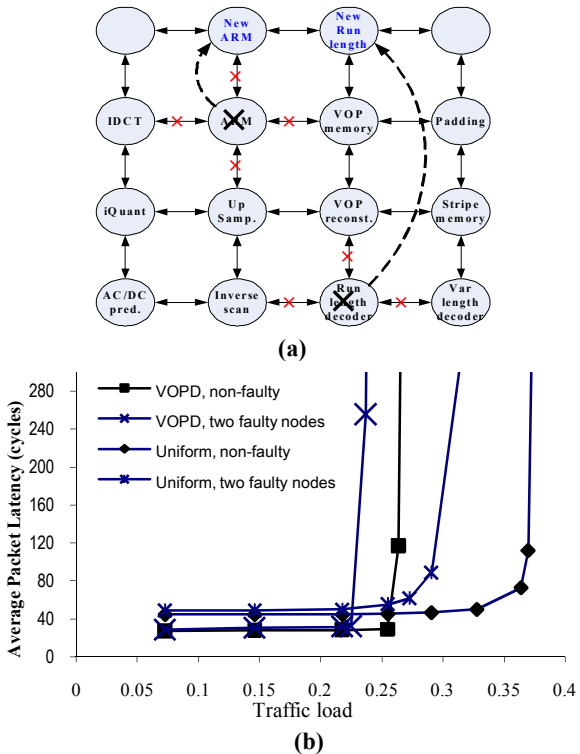 (a)
New
ARM
New
Run
length
IDCT
ARM
VOP
memory
Padding
iQuant
Up
Samp.
VOP
reconst.
Stripe
memory
AC/DC
pred.
Inverse
scan
Run
length
decoder
Var
length
decoder
(a)
Average Packet Latency (cycles)
280
240
200
160
120
80
40
0
VOPD, non-faulty
VOPD, two faulty nodes
Uniform, non-faulty
Uniform, two faulty nodes
0 0.05 0.1 0.15 0.2 0.25 0.3 0.35 0.4
Traffic load
(b)